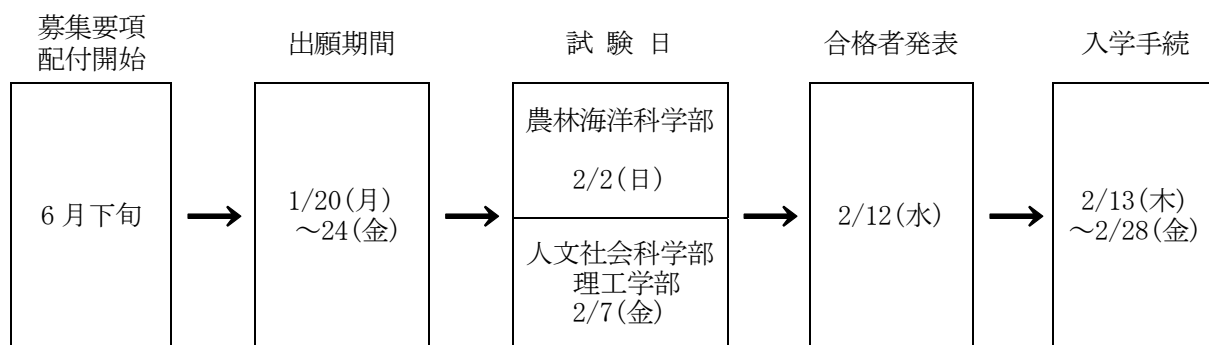 募集要項
配付開始
出願期間
試 験 日
合格者発表
入学手続
6 月下旬
1/20(月)
～24(金)
農林海洋科学部
2/2(日)
人文社会科学部
理工学部
2/7(金)
2/12(水)
2/13(木)
～2/28(金)